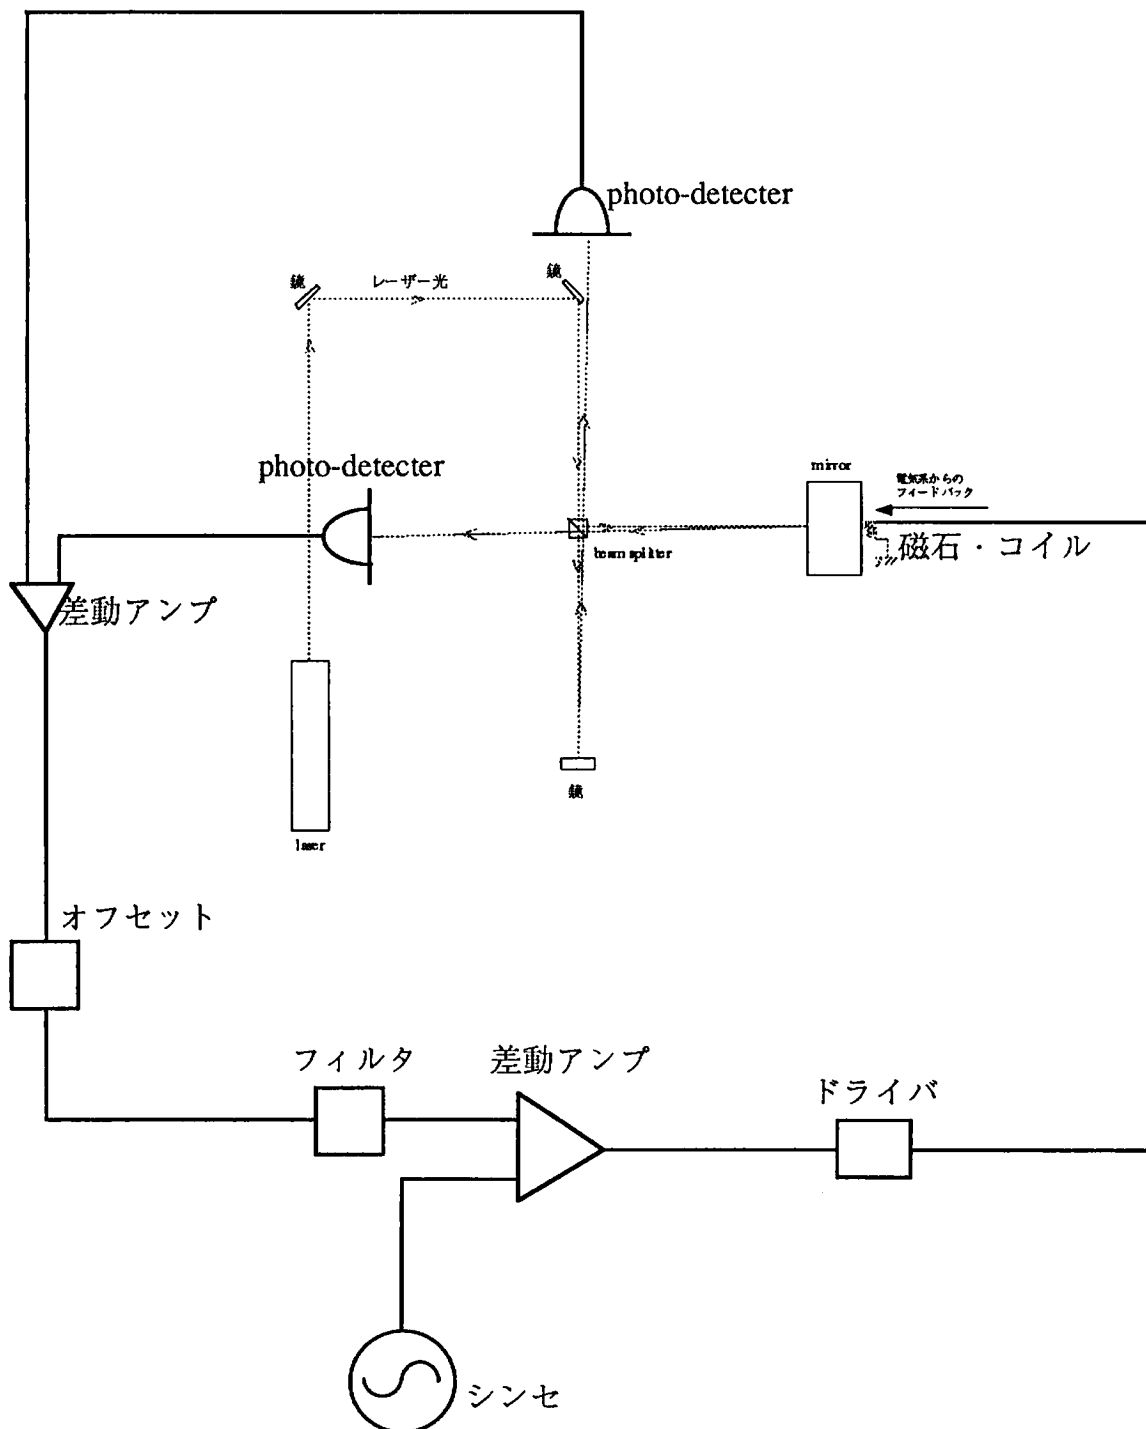 photo-detecter
鏡
レーザー光
鏡
photo-detecter
mirror
電気系からの
フィードバック
beam spliter
磁石・コイル
差動アンプ
鏡
laser
オフセット
フィルタ
差動アンプ
ドライバ
シンセ